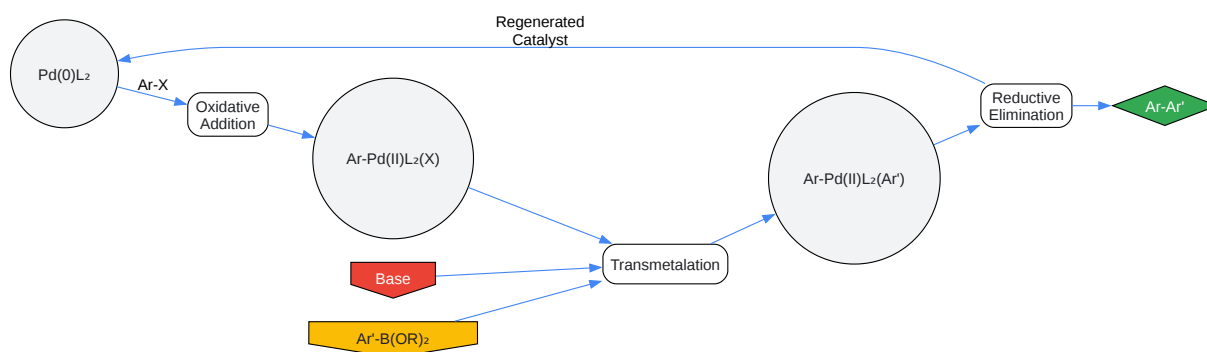 Regenerated
Catalyst
Pd(0)L₂
Ar-X
Oxidative
Addition
Ar-Pd(II)L₂(X)
Base
Ar'-B(OR)₂
Transmetalation
Ar-Pd(II)L₂(Ar')
Reductive
Elimination
Ar-Ar'